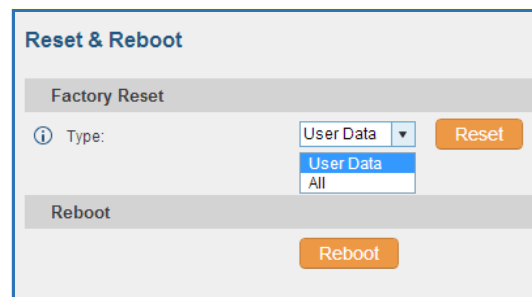 Reset & Reboot
Factory Reset
Type: User Data Reset
User Data
All
Reboot
Reboot